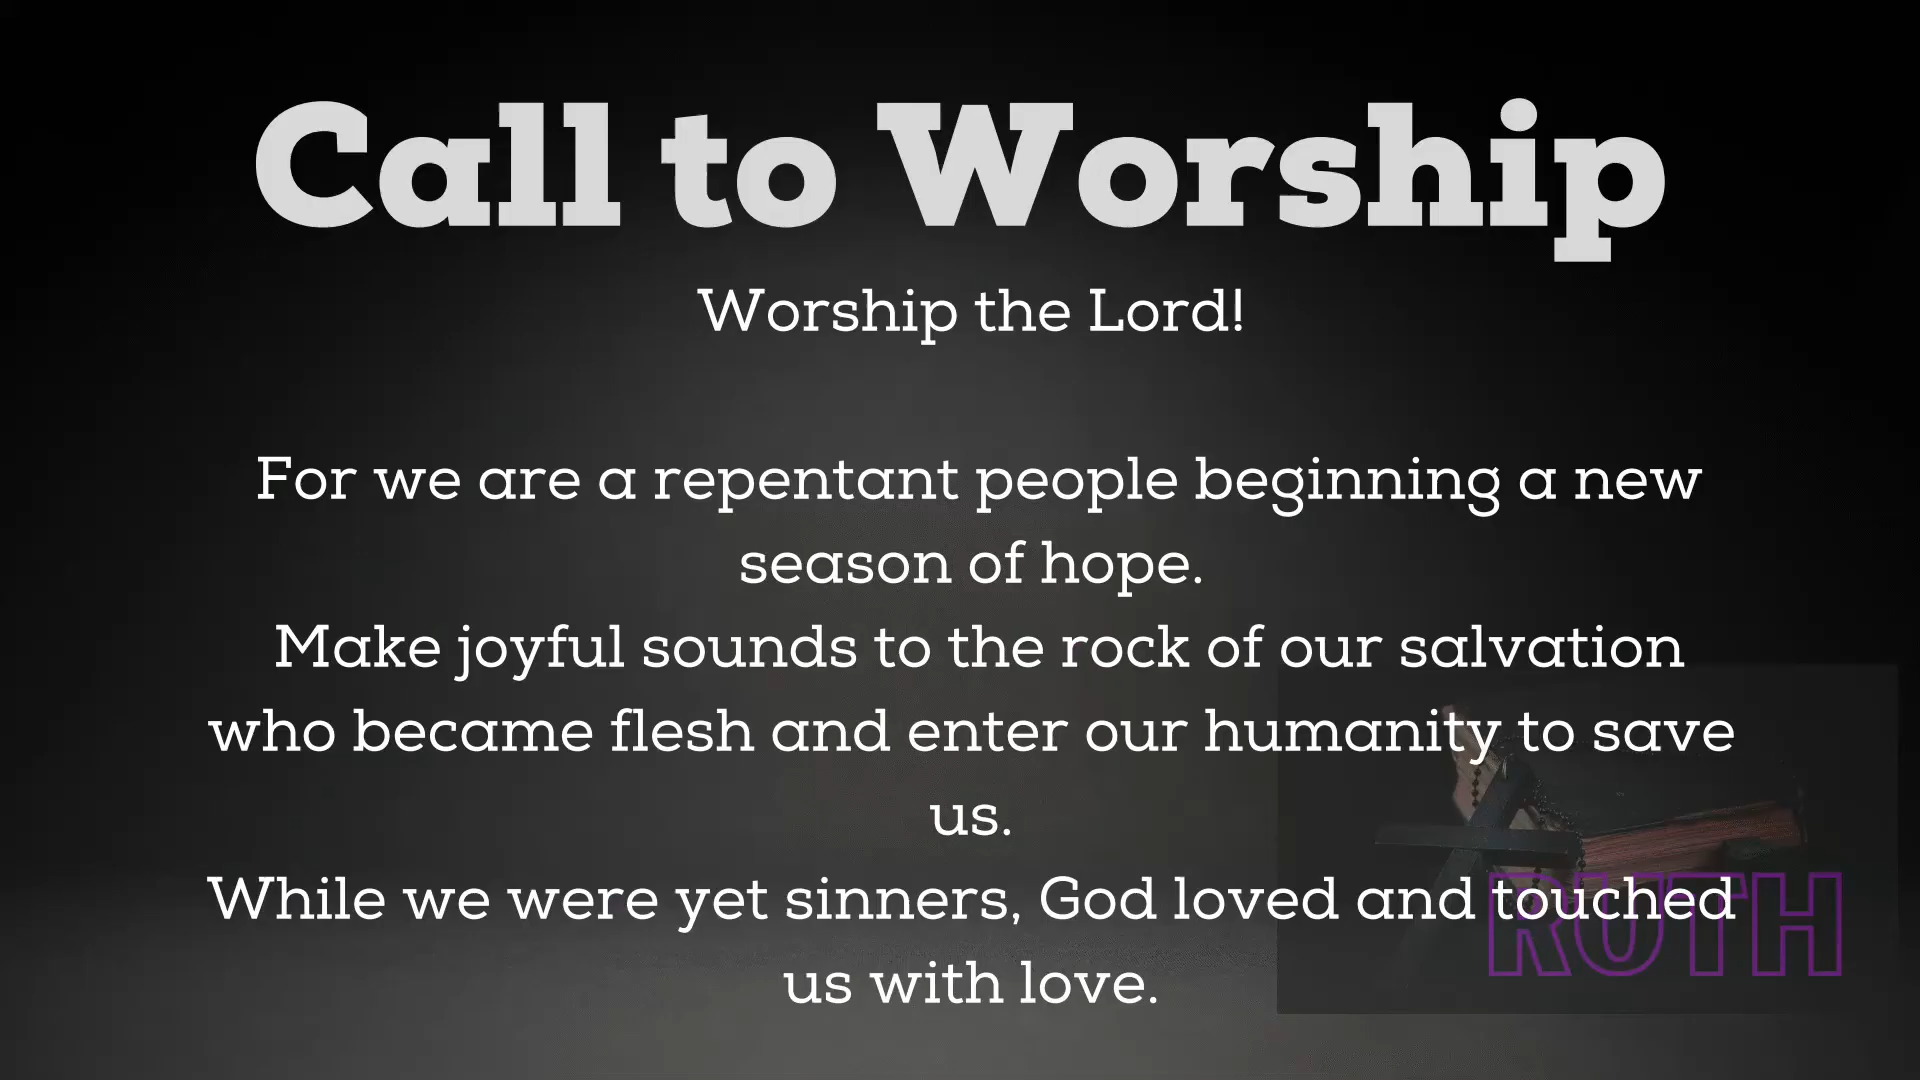 Call to Worship
Worship the Lord!
For we are a repentant people beginning a new
season of hope.
Make joyful sounds to the rock of our salvation
who became flesh and enter our humanity to save
us.
While we were yet sinners, God loved and touched
us with love.
RUTH